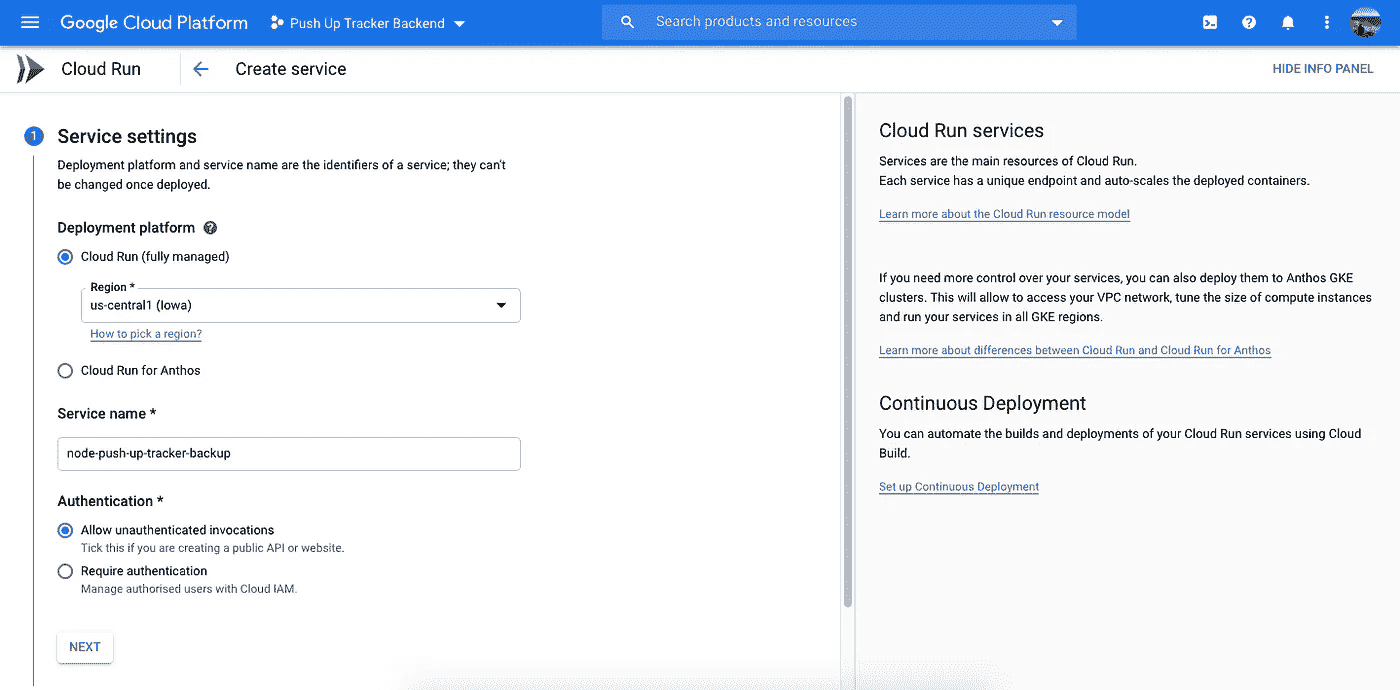 Google Cloud Platform
Push Up Tracker Backend
Search products and resources
Cloud Run
Create service
HIDE INFO PANEL
1
Service settings
Deployment platform and service name are the identifiers of a service; they can't
be changed once deployed.
Deployment platform
Cloud Run (fully managed)
Region *
us-central1 (Iowa)
How to pick a region?
Cloud Run for Anthos
Service name *
node-push-up-tracker-backup
Authentication *
Allow unauthenticated invocations
Tick this if you are creating a public API or website.
Require authentication
Manage authorised users with Cloud IAM.
NEXT
Cloud Run services
Services are the main resources of Cloud Run.
Each service has a unique endpoint and auto-scales the deployed containers.
Learn more about the Cloud Run resource model
If you need more control over your services, you can also deploy them to Anthos GKE
clusters. This will allow to access your VPC network, tune the size of compute instances
and run your services in all GKE regions.
Learn more about differences between Cloud Run and Cloud Run for Anthos
Continuous Deployment
You can automate the builds and deployments of your Cloud Run services using Cloud
Build.
Set up Continuous Deployment